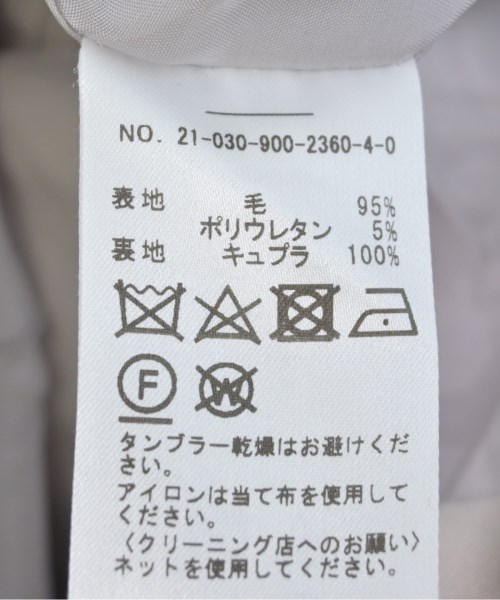 NO. 21-030-900-2360-4-0
表地 毛 95%
ポリウレタン 5%
裏地 キュプラ 100%
F W
タンブラー乾燥はお避けくだ
さい。
アイロンは当て布を使用して
ください。
〈クリーニング店へのお願い〉
ネットを使用してください。